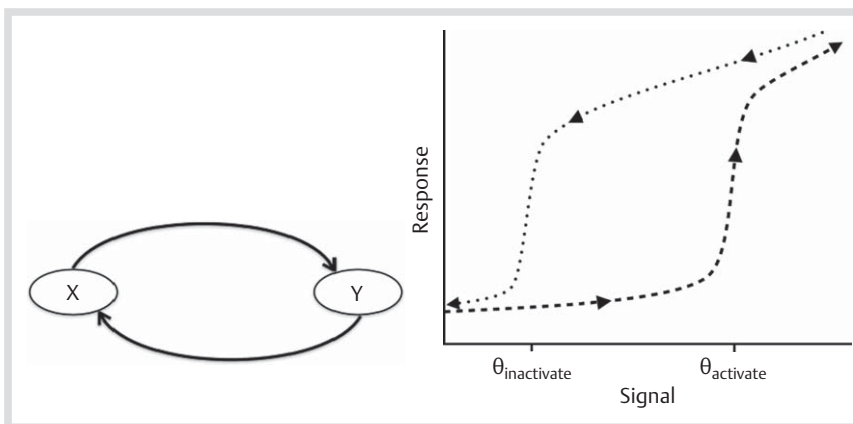 X
Y
Response
θinactivate
θactivate
Signal